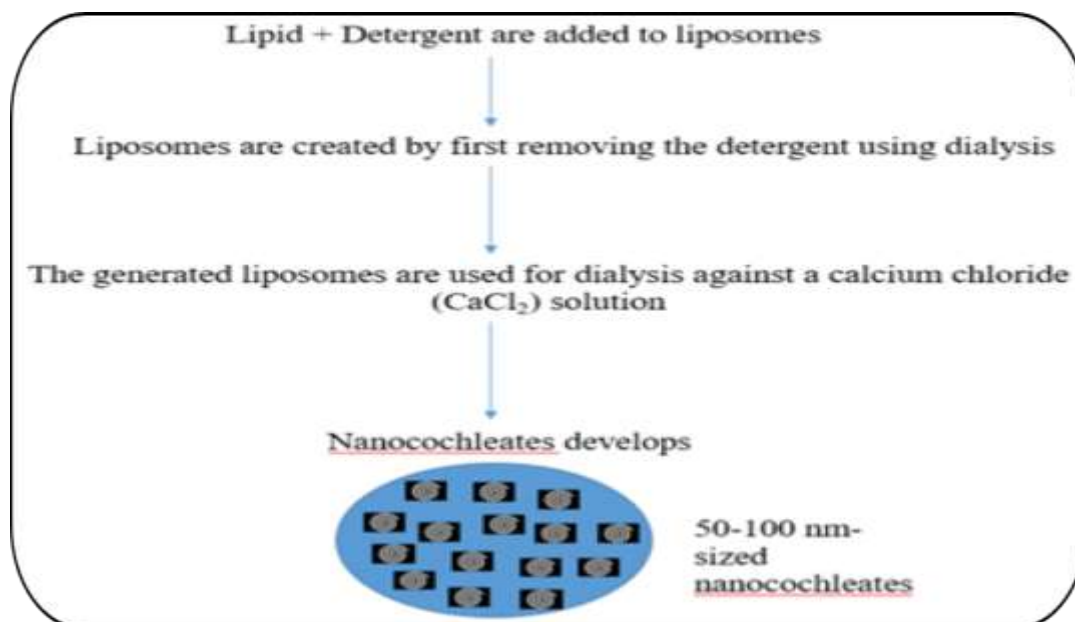 Lipid + Detergent are added to liposomes
Liposomes are created by first removing the detergent using dialysis
The generated liposomes are used for dialysis against a calcium chloride
(CaCl₂) solution
Nanocochleates develops
50-100 nm-
sized
nanocochleates